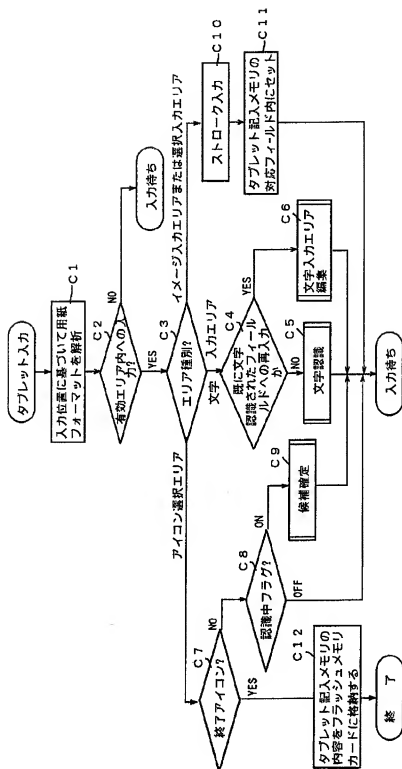 タブレット入力
入力位置に基づいて用紙
フォーマットを解析
C1
有効エリア内への入
力?
C2
NO
入力待ち
YES
エリア種別?
C3
アイコン選択エリア
イメージ入力エリアまたは選択入力エリア
文字
入力エリア
終了アイコン?
C7
NO
YES
認識中フラグ?
C8
ON
OFF
候補確定
C9
既に文字
認識されたフィール
ルドへの再入力
か
C4
YES
NO
文字認識
C5
文字入力エリア
編集
C6
ストローク入力
C10
タブレット記入メモリの
対応フィールド内にセット
C11
タブレット記入メモリの
内容をフラッシュメモリ
カードに格納する
C12
終 了
入力待ち